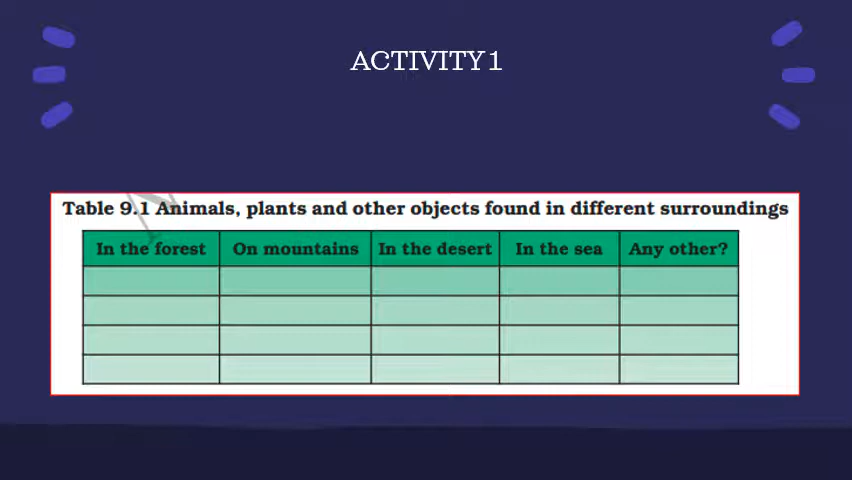 ACTIVITY 1
Table 9.1 Animals, plants and other objects found in different surroundings
In the forest On mountains In the desert In the sea Any other?